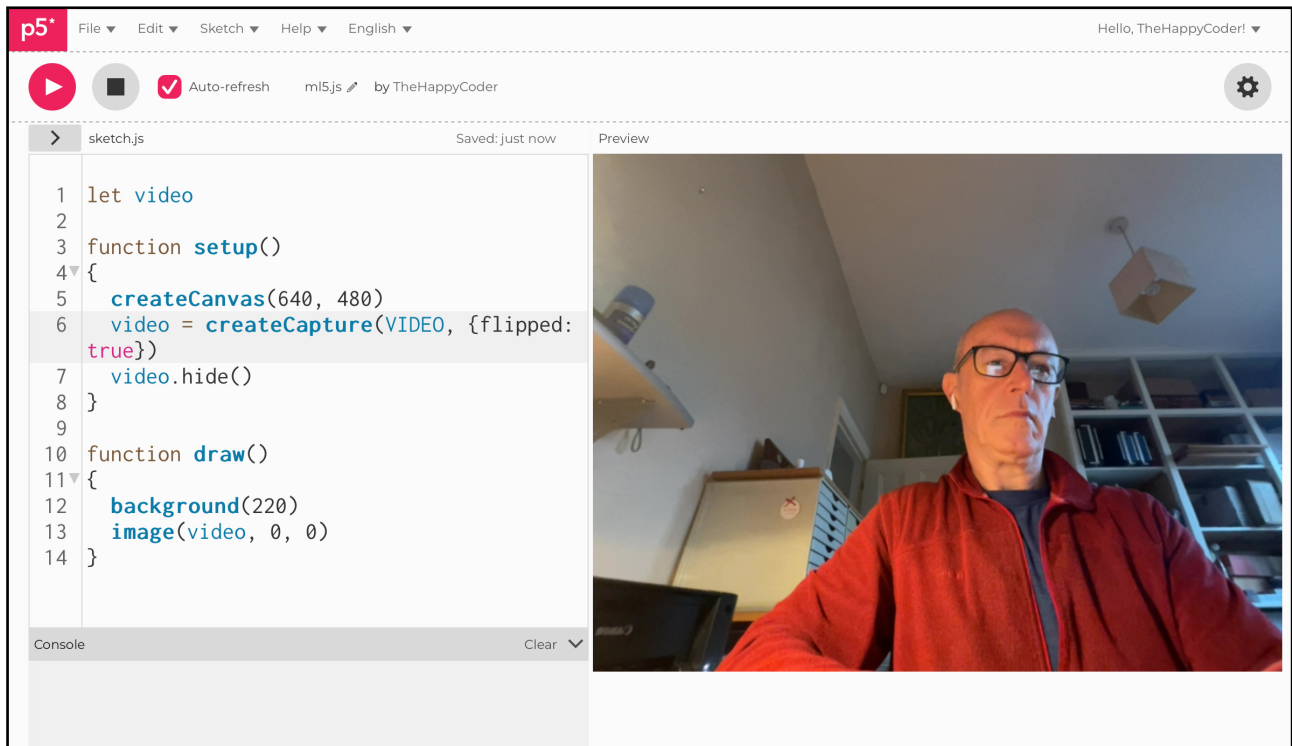 p5* File Edit Sketch Help English Hello, TheHappyCoder!
Auto-refresh ml5.js by TheHappyCoder
sketch.js Saved: just now Preview
1 let video
2
3 function setup()
4 {
5 createCanvas(640, 480)
6 video = createCapture(VIDEO, {flipped:
true})
7 video.hide()
8 }
9
10 function draw()
11 {
12 background(220)
13 image(video, 0, 0)
14 }
Console Clear